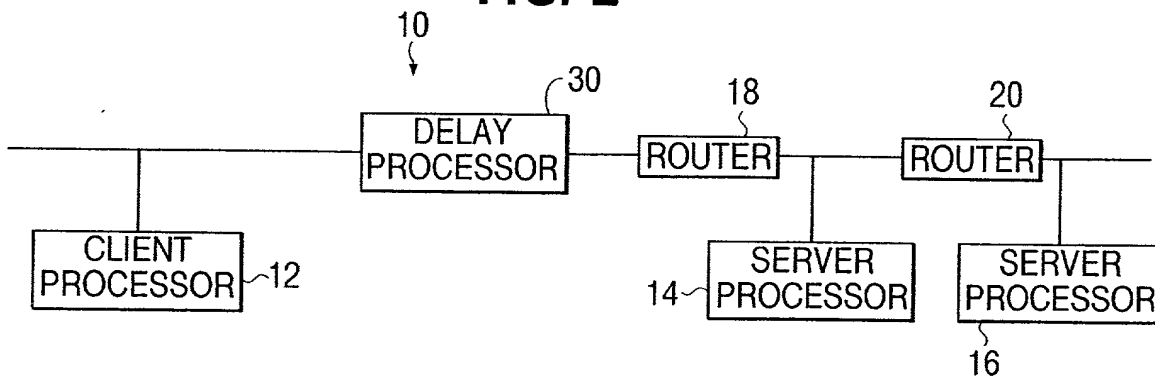 10
30
18
20
DELAY
PROCESSOR
ROUTER
ROUTER
CLIENT
PROCESSOR
12
14
SERVER
PROCESSOR
SERVER
PROCESSOR
16